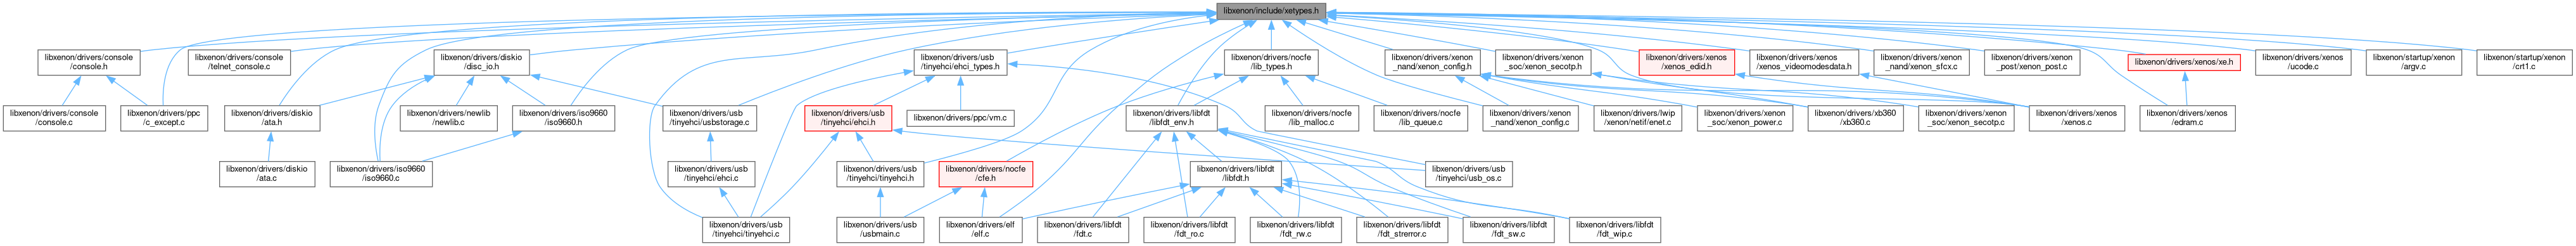 libxenon/include/xetypes.h
libxenon/drivers/console
/console.h
libxenon/drivers/console
/telnet_console.c
libxenon/drivers/diskio
/disc_io.h
libxenon/drivers/usb
/tinyehci/ehci_types.h
libxenon/drivers/nocfe
/lib_types.h
libxenon/drivers/xenon
_nand/xenon_config.h
libxenon/drivers/xenon
_soc/xenon_secotp.h
libxenon/drivers/xenos
/xenos_edid.h
libxenon/drivers/xenos
/xenos_videomodesdata.h
libxenon/drivers/xenon
_nand/xenon_sfcx.c
libxenon/drivers/xenon
_post/xenon_post.c
libxenon/drivers/xenos/xe.h
libxenon/drivers/xenos
/ucode.c
libxenon/startup/xenon
/argv.c
libxenon/startup/xenon
/crt1.c
libxenon/drivers/console
/console.c
libxenon/drivers/ppc
/c_except.c
libxenon/drivers/diskio
/ata.h
libxenon/drivers/newlib
/newlib.c
libxenon/drivers/iso9660
/iso9660.h
libxenon/drivers/usb
/tinyehci/usbstorage.c
libxenon/drivers/usb
/tinyehci/ehci.h
libxenon/drivers/ppc/vm.c
libxenon/drivers/libfdt
/libfdt_env.h
libxenon/drivers/nocfe
/lib_malloc.c
libxenon/drivers/nocfe
/lib_queue.c
libxenon/drivers/xenon
_nand/xenon_config.c
libxenon/drivers/lwip
/xenon/netif/enet.c
libxenon/drivers/xenon
_soc/xenon_power.c
libxenon/drivers/xb360
/xb360.c
libxenon/drivers/xenon
_soc/xenon_secotp.c
libxenon/drivers/xenos
/xenos.c
libxenon/drivers/xenos
/edram.c
libxenon/drivers/diskio
/ata.c
libxenon/drivers/iso9660
/iso9660.c
libxenon/drivers/usb
/tinyehci/ehci.c
libxenon/drivers/usb
/tinyehci/tinyehci.h
libxenon/drivers/nocfe
/cfe.h
libxenon/drivers/libfdt
/libfdt.h
libxenon/drivers/usb
/tinyehci/usb_os.c
libxenon/drivers/usb
/tinyehci/tinyehci.c
libxenon/drivers/usb
/usbmain.c
libxenon/drivers/elf
/elf.c
libxenon/drivers/libfdt
/fdt.c
libxenon/drivers/libfdt
/fdt_ro.c
libxenon/drivers/libfdt
/fdt_rw.c
libxenon/drivers/libfdt
/fdt_strerror.c
libxenon/drivers/libfdt
/fdt_sw.c
libxenon/drivers/libfdt
/fdt_wip.c